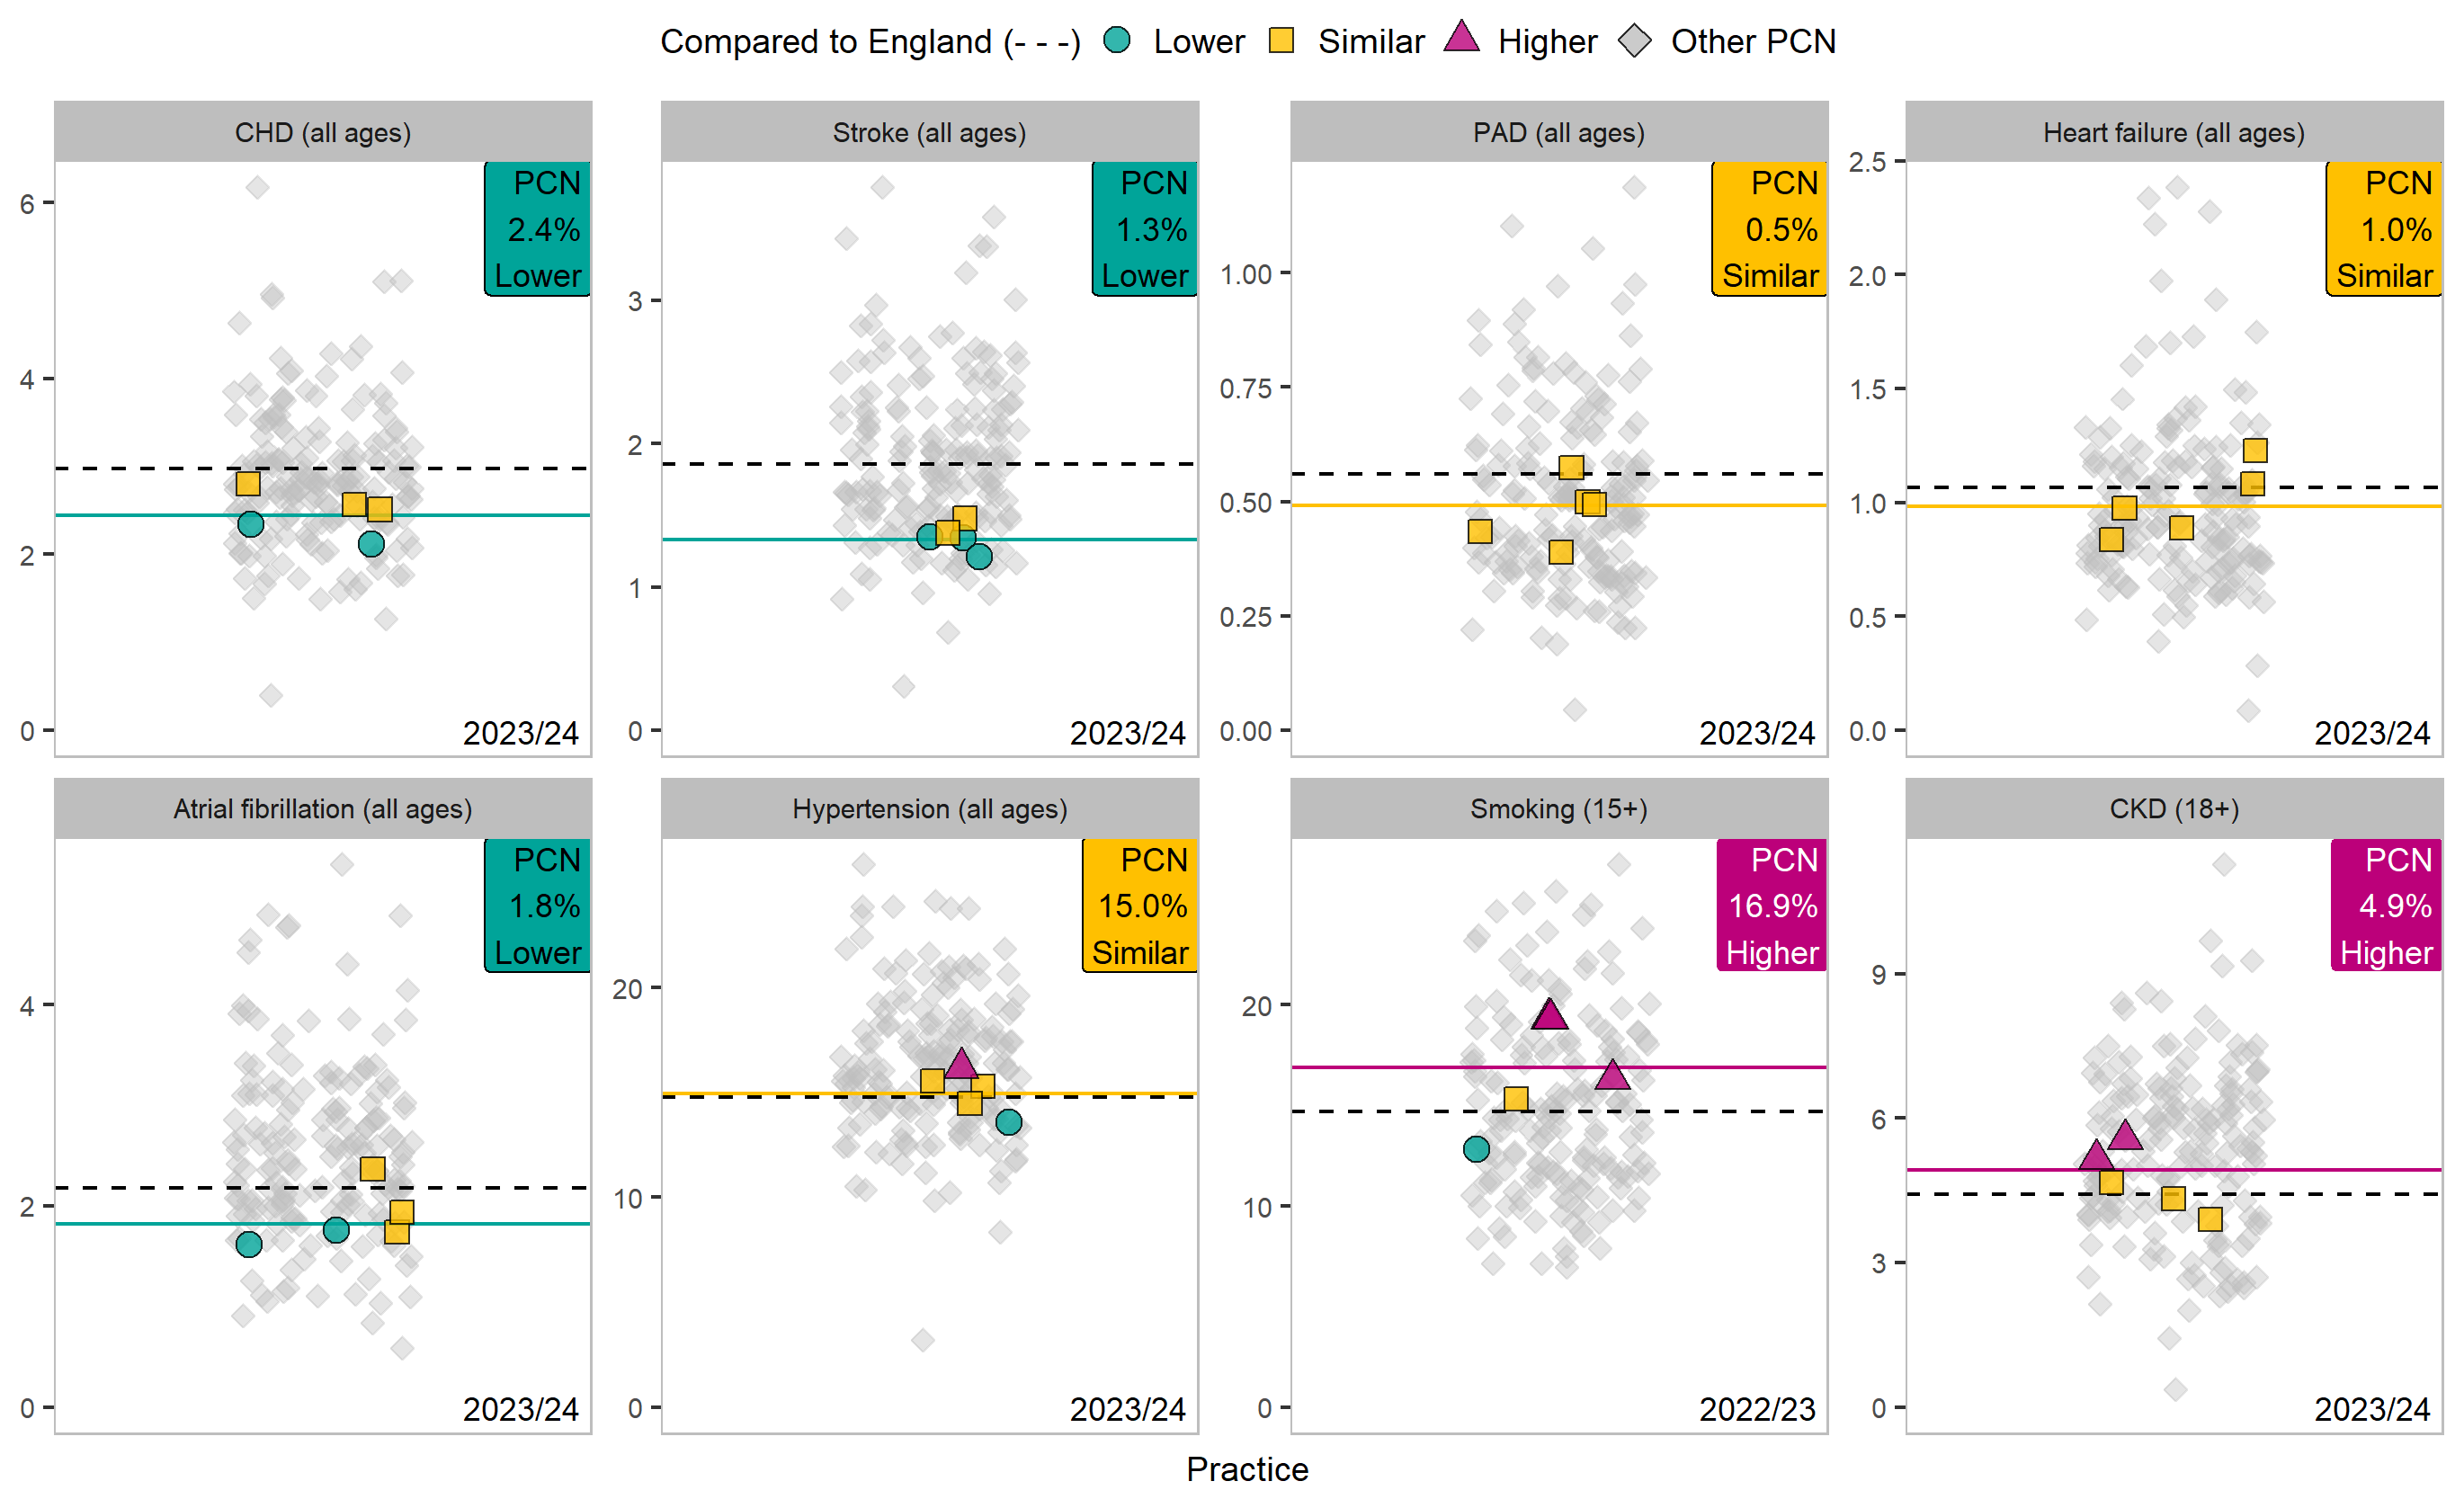 Compared to England (- - -) Lower Similar Higher Other PCN
CHD (all ages)
PCN
2.4%
Lower
6
4
2
0
2023/24
Stroke (all ages)
PCN
1.3%
Lower
3
2
1
0
2023/24
PAD (all ages)
PCN
0.5%
Similar
1.00
0.75
0.50
0.25
0.00
2023/24
Heart failure (all ages)
PCN
1.0%
Similar
2.5
2.0
1.5
1.0
0.5
0.0
2023/24
Atrial fibrillation (all ages)
PCN
1.8%
Lower
4
2
0
2023/24
Hypertension (all ages)
PCN
15.0%
Similar
20
10
0
2023/24
Smoking (15+)
PCN
16.9%
Higher
20
10
0
2022/23
CKD (18+)
PCN
4.9%
Higher
9
6
3
0
2023/24
Practice